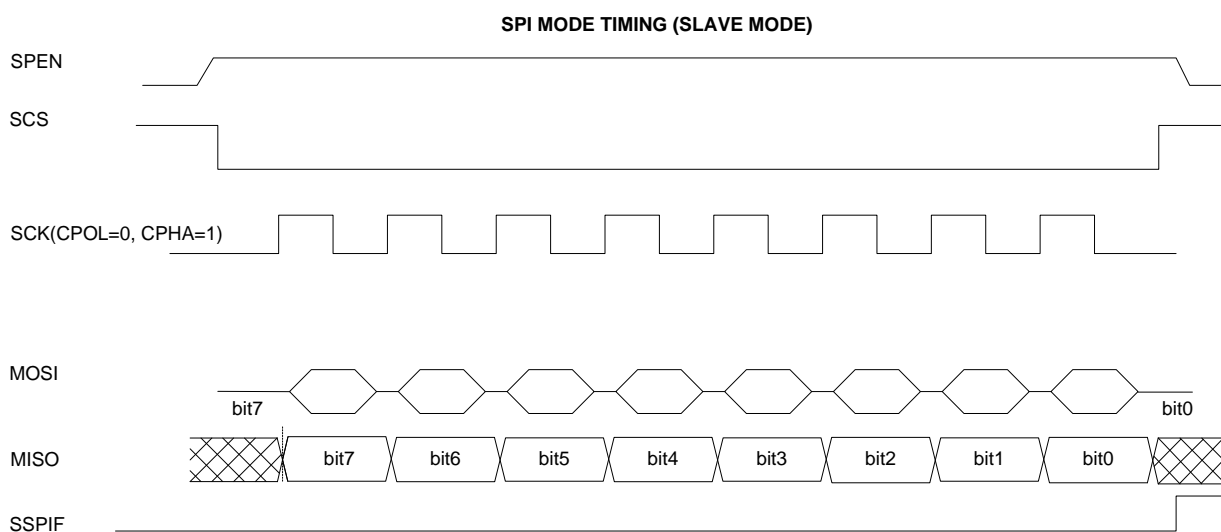 SPI MODE TIMING (SLAVE MODE)
SPEN
SCS
SCK(CPOL=0, CPHA=1)
MOSI
bit7 bit0
MISO bit7 bit6 bit5 bit4 bit3 bit2 bit1 bit0
SSPIF